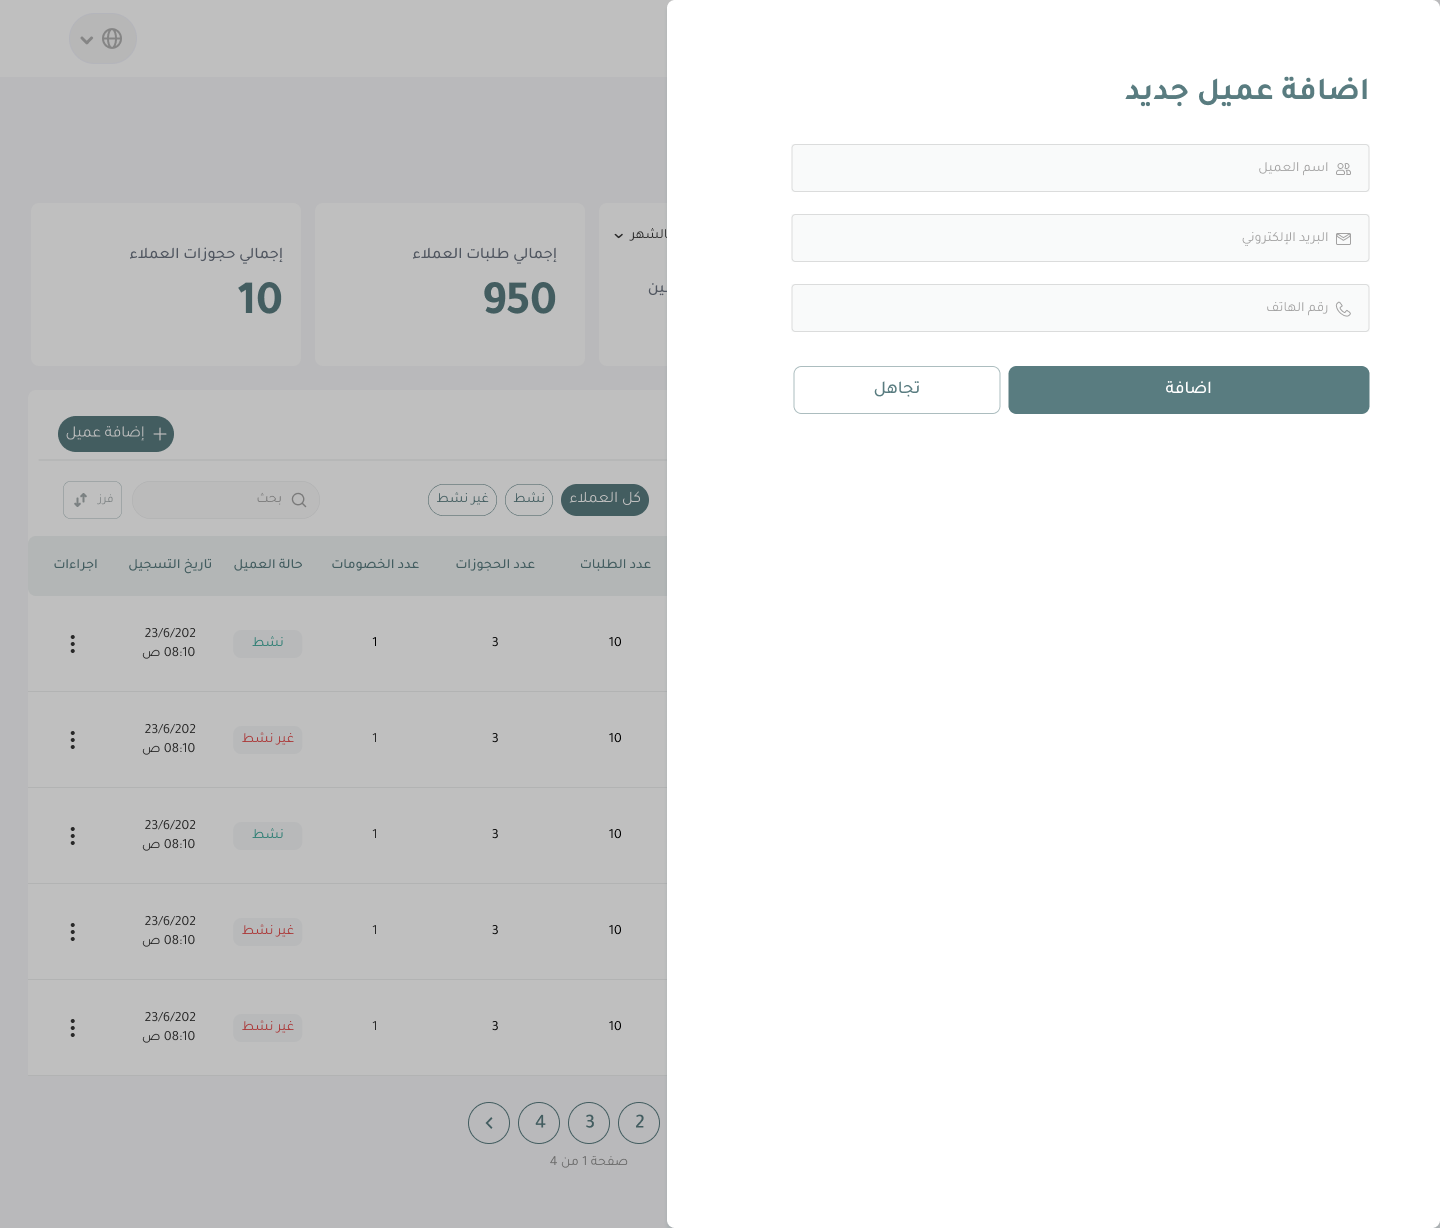 اضافة عميل جديد
اسم العميل
البريد الإلكتروني
رقم الهاتف
اضافة
تجاهل
بالشهر
إجمالي طلبات العملاء
950
إجمالي حجوزات العملاء
10
إضافة عميل
كل العملاء
نشط
غير نشط
بحث
فرز
عدد الطلبات عدد الحجوزات عدد الخصومات حالة العميل تاريخ التسجيل اجراءات
10 3 1 نشط 23/6/202
08:10 ص
10 3 1 غير نشط 23/6/202
08:10 ص
10 3 1 نشط 23/6/202
08:10 ص
10 3 1 غير نشط 23/6/202
08:10 ص
10 3 1 غير نشط 23/6/202
08:10 ص
2 3 4
صفحة 1 من 4